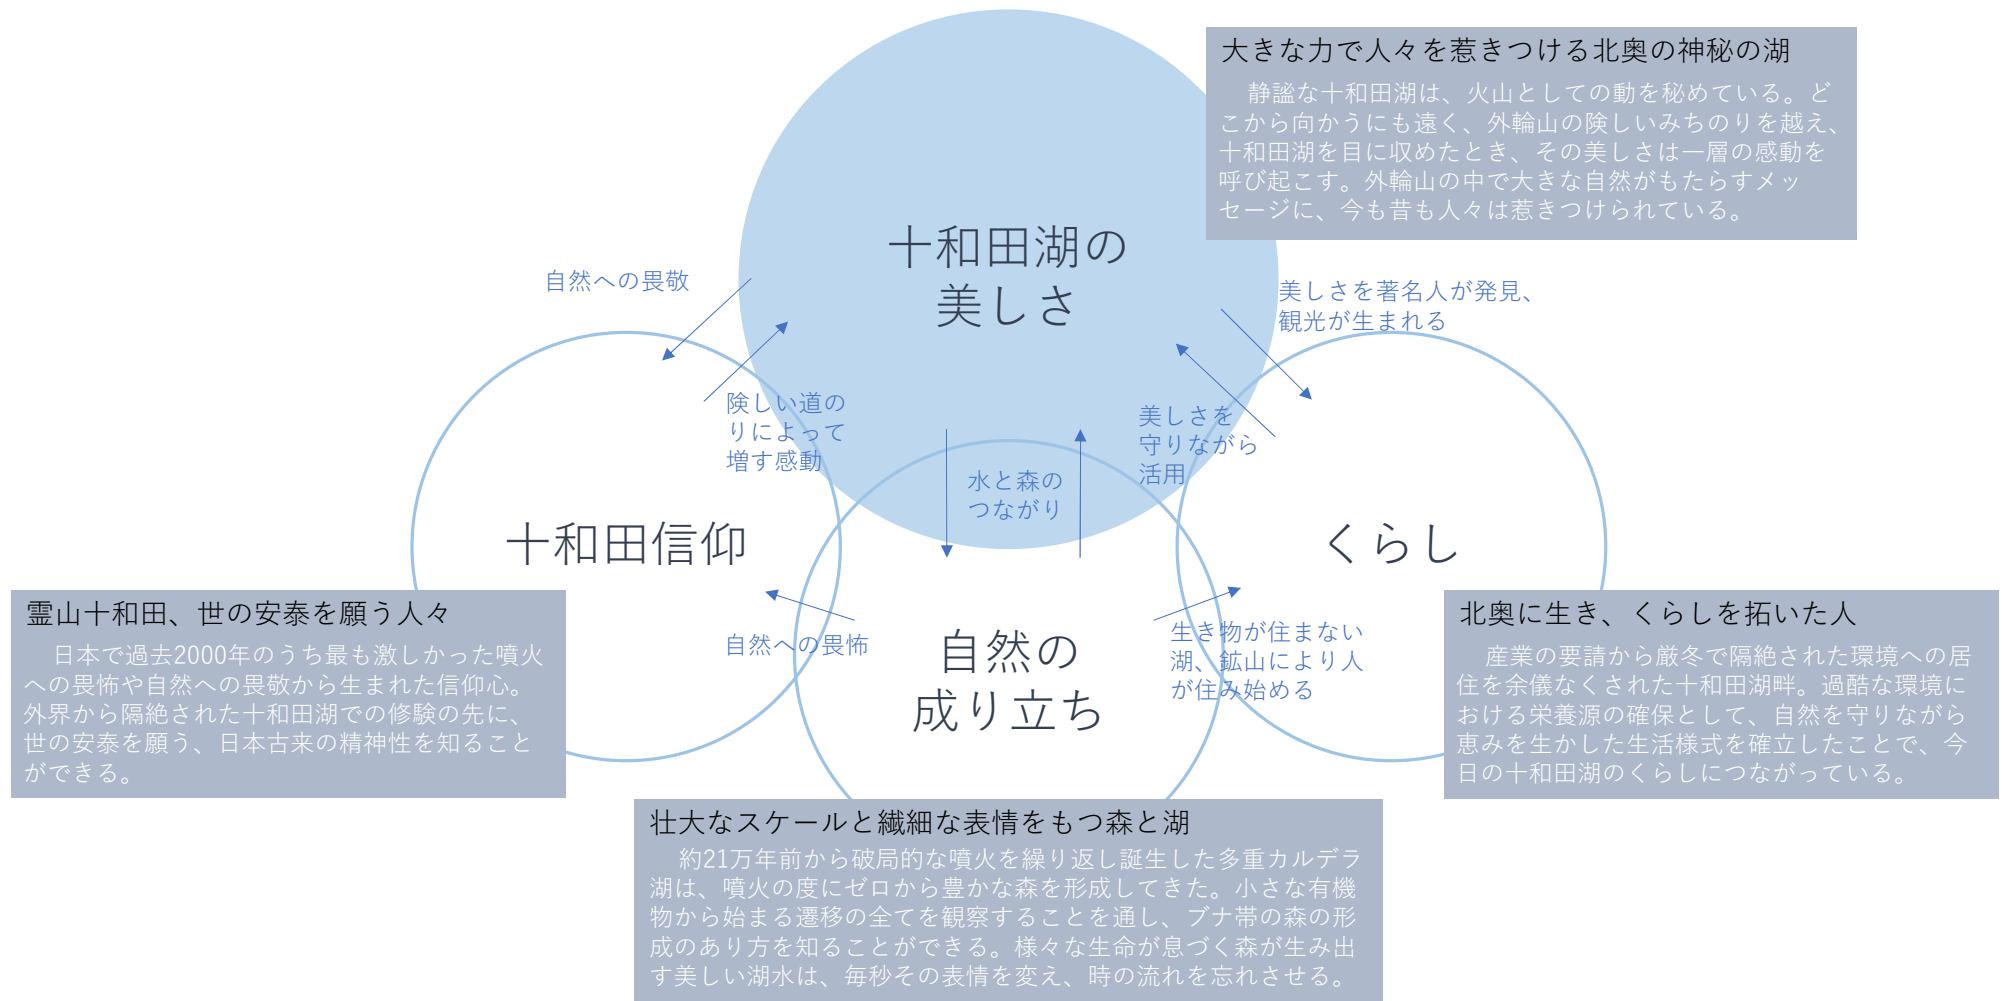 大きな力で人々を惹きつける北奥の神秘の湖
静謐な十和田湖は、火山としての動を秘めている。ど
こから向かうにも遠く、外輪山の険しいみちのりを越え、
十和田湖を目に収めたとき、その美しさは一層の感動を
呼び起こす。外輪山の中で大きな自然がもたらすメッ
セージに、今も昔も人々は惹きつけられている。
十和田湖の
美しさ
自然への畏敬
美しさを著名人が発見、
観光が生まれる
険しい道の
りによって
増す感動
美しさを
守りながら
活用
水と森の
つながり
十和田信仰
くらし
霊山十和田、世の安泰を願う人々
日本で過去2000年のうち最も激しかった噴火
への畏怖や自然への畏敬から生まれた信仰心。
外界から隔絶された十和田湖での修験の先に、
世の安泰を願う、日本古来の精神性を知ること
ができる。
自然への畏怖
自然の
成り立ち
生き物が住まない
湖、鉱山により人
が住み始める
北奥に生き、くらしを拓いた人
産業の要請から厳冬で隔絶された環境への居
住を余儀なくされた十和田湖畔。過酷な環境に
おける栄養源の確保として、自然を守りながら
恵みを生かした生活様式を確立したことで、今
日の十和田湖のくらしにつながっている。
壮大なスケールと繊細な表情をもつ森と湖
約21万年前から破局的な噴火を繰り返し誕生した多重カルデラ
湖は、噴火の度にゼロから豊かな森を形成してきた。小さな有機
物から始まる遷移の全てを観察することを通し、ブナ帯の森の形
成のあり方を知ることができる。様々な生命が息づく森が生み出
す美しい湖水は、毎秒その表情を変え、時の流れを忘れさせる。